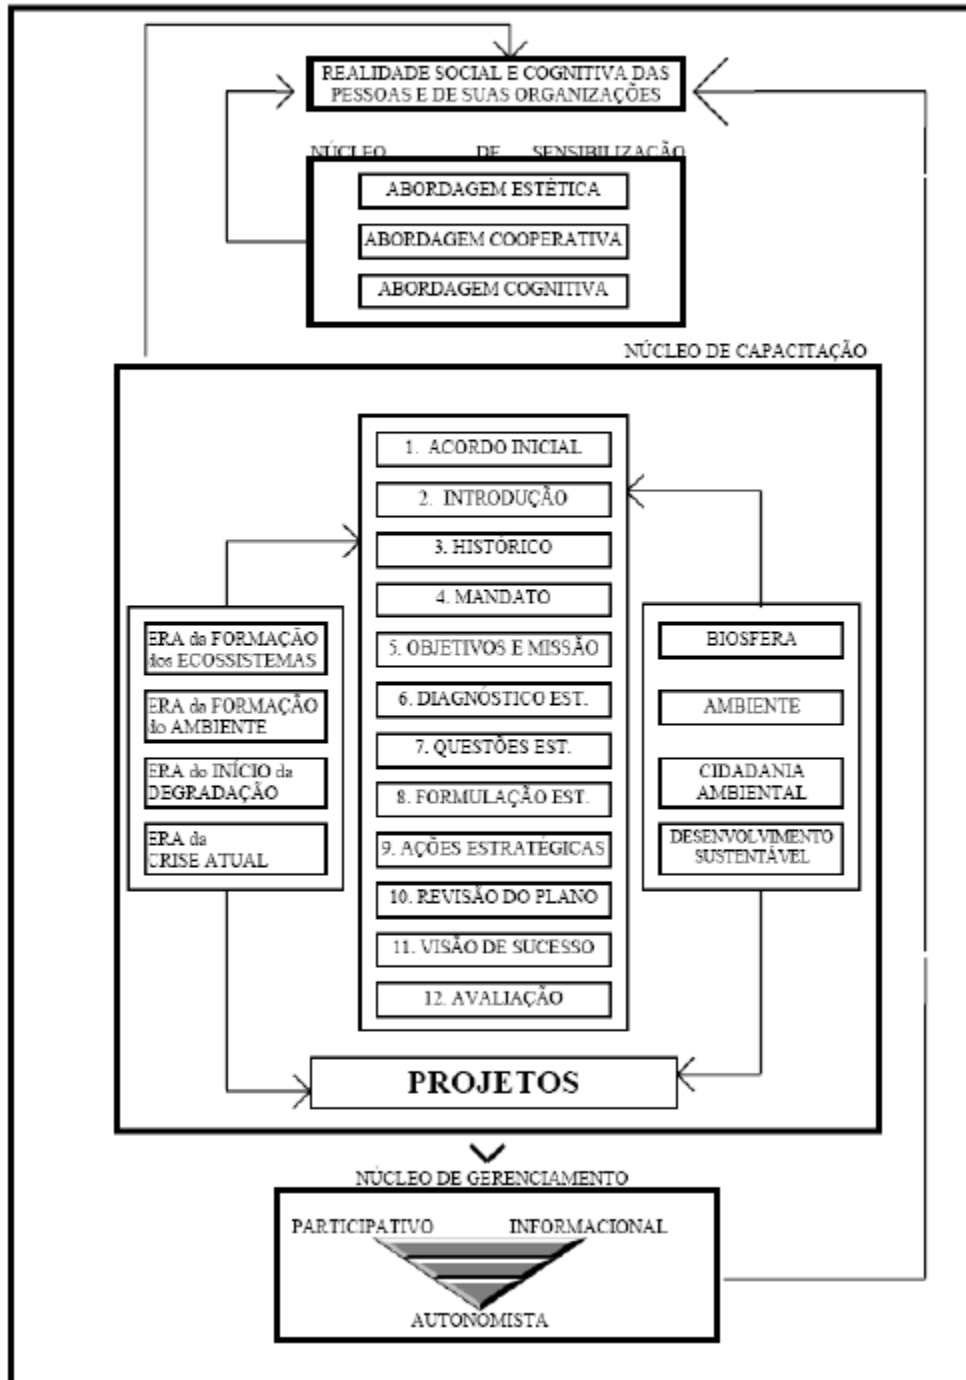 REALIDADE SOCIAL E COGNITIVA DAS
PESSOAS E DE SUAS ORGANIZAÇÕES
NÚCLEO DE SENSIBILIZAÇÃO
ABORDAGEM ESTÉTICA
ABORDAGEM COOPERATIVA
ABORDAGEM COGNITIVA
NÚCLEO DE CAPACITAÇÃO
1. ACORDO INICIAL
2. INTRODUÇÃO
3. HISTÓRICO
4. MANDATO
5. OBJETIVOS E MISSÃO
6. DIAGNÓSTICO EST.
7. QUESTÕES EST.
8. FORMULAÇÃO EST.
9. AÇÕES ESTRATÉGICAS
10. REVISÃO DO PLANO
11. VISÃO DE SUCESSO
12. AVALIAÇÃO
ERA da FORMAÇÃO
dos ECOSSISTEMAS
ERA da FORMAÇÃO
do AMBIENTE
ERA do INÍCIO da
DEGRADAÇÃO
ERA da
CRISE ATUAL
BIOSFERA
AMBIENTE
CIDADANIA
AMBIENTAL
DESENVOLVIMENTO
SUSTENTÁVEL
PROJETOS
NÚCLEO DE GERENCIAMENTO
PARTICIPATIVO INFORMACIONAL
AUTONOMISTA